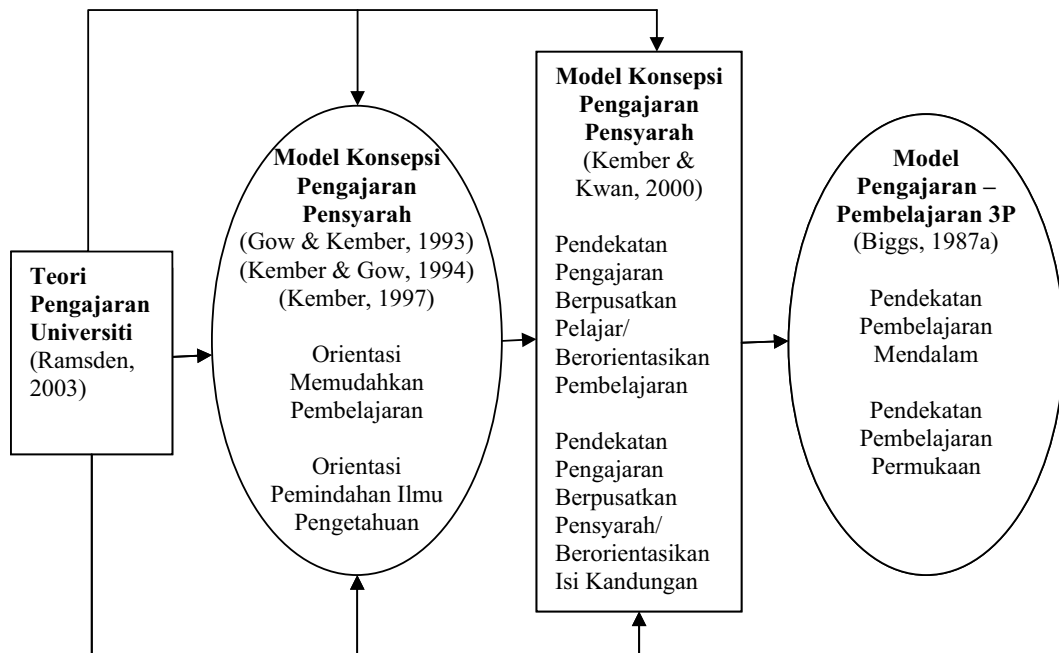 Teori
Pengajaran
Universiti
(Ramsden,
2003)
Model Konsepsi
Pengajaran
Pensyarah
(Gow & Kember, 1993)
(Kember & Gow, 1994)
(Kember, 1997)
Orientasi
Memudahkan
Pembelajaran
Orientasi
Pemindahan Ilmu
Pengetahuan
Model Konsepsi
Pengajaran
Pensyarah
(Kember &
Kwan, 2000)
Pendekatan
Pengajaran
Berpusatkan
Pelajar/
Berorientasikan
Pembelajaran
Pendekatan
Pengajaran
Berpusatkan
Pensyarah/
Berorientasikan
Isi Kandungan
Model
Pengajaran –
Pembelajaran 3P
(Biggs, 1987a)
Pendekatan
Pembelajaran
Mendalam
Pendekatan
Pembelajaran
Permukaan